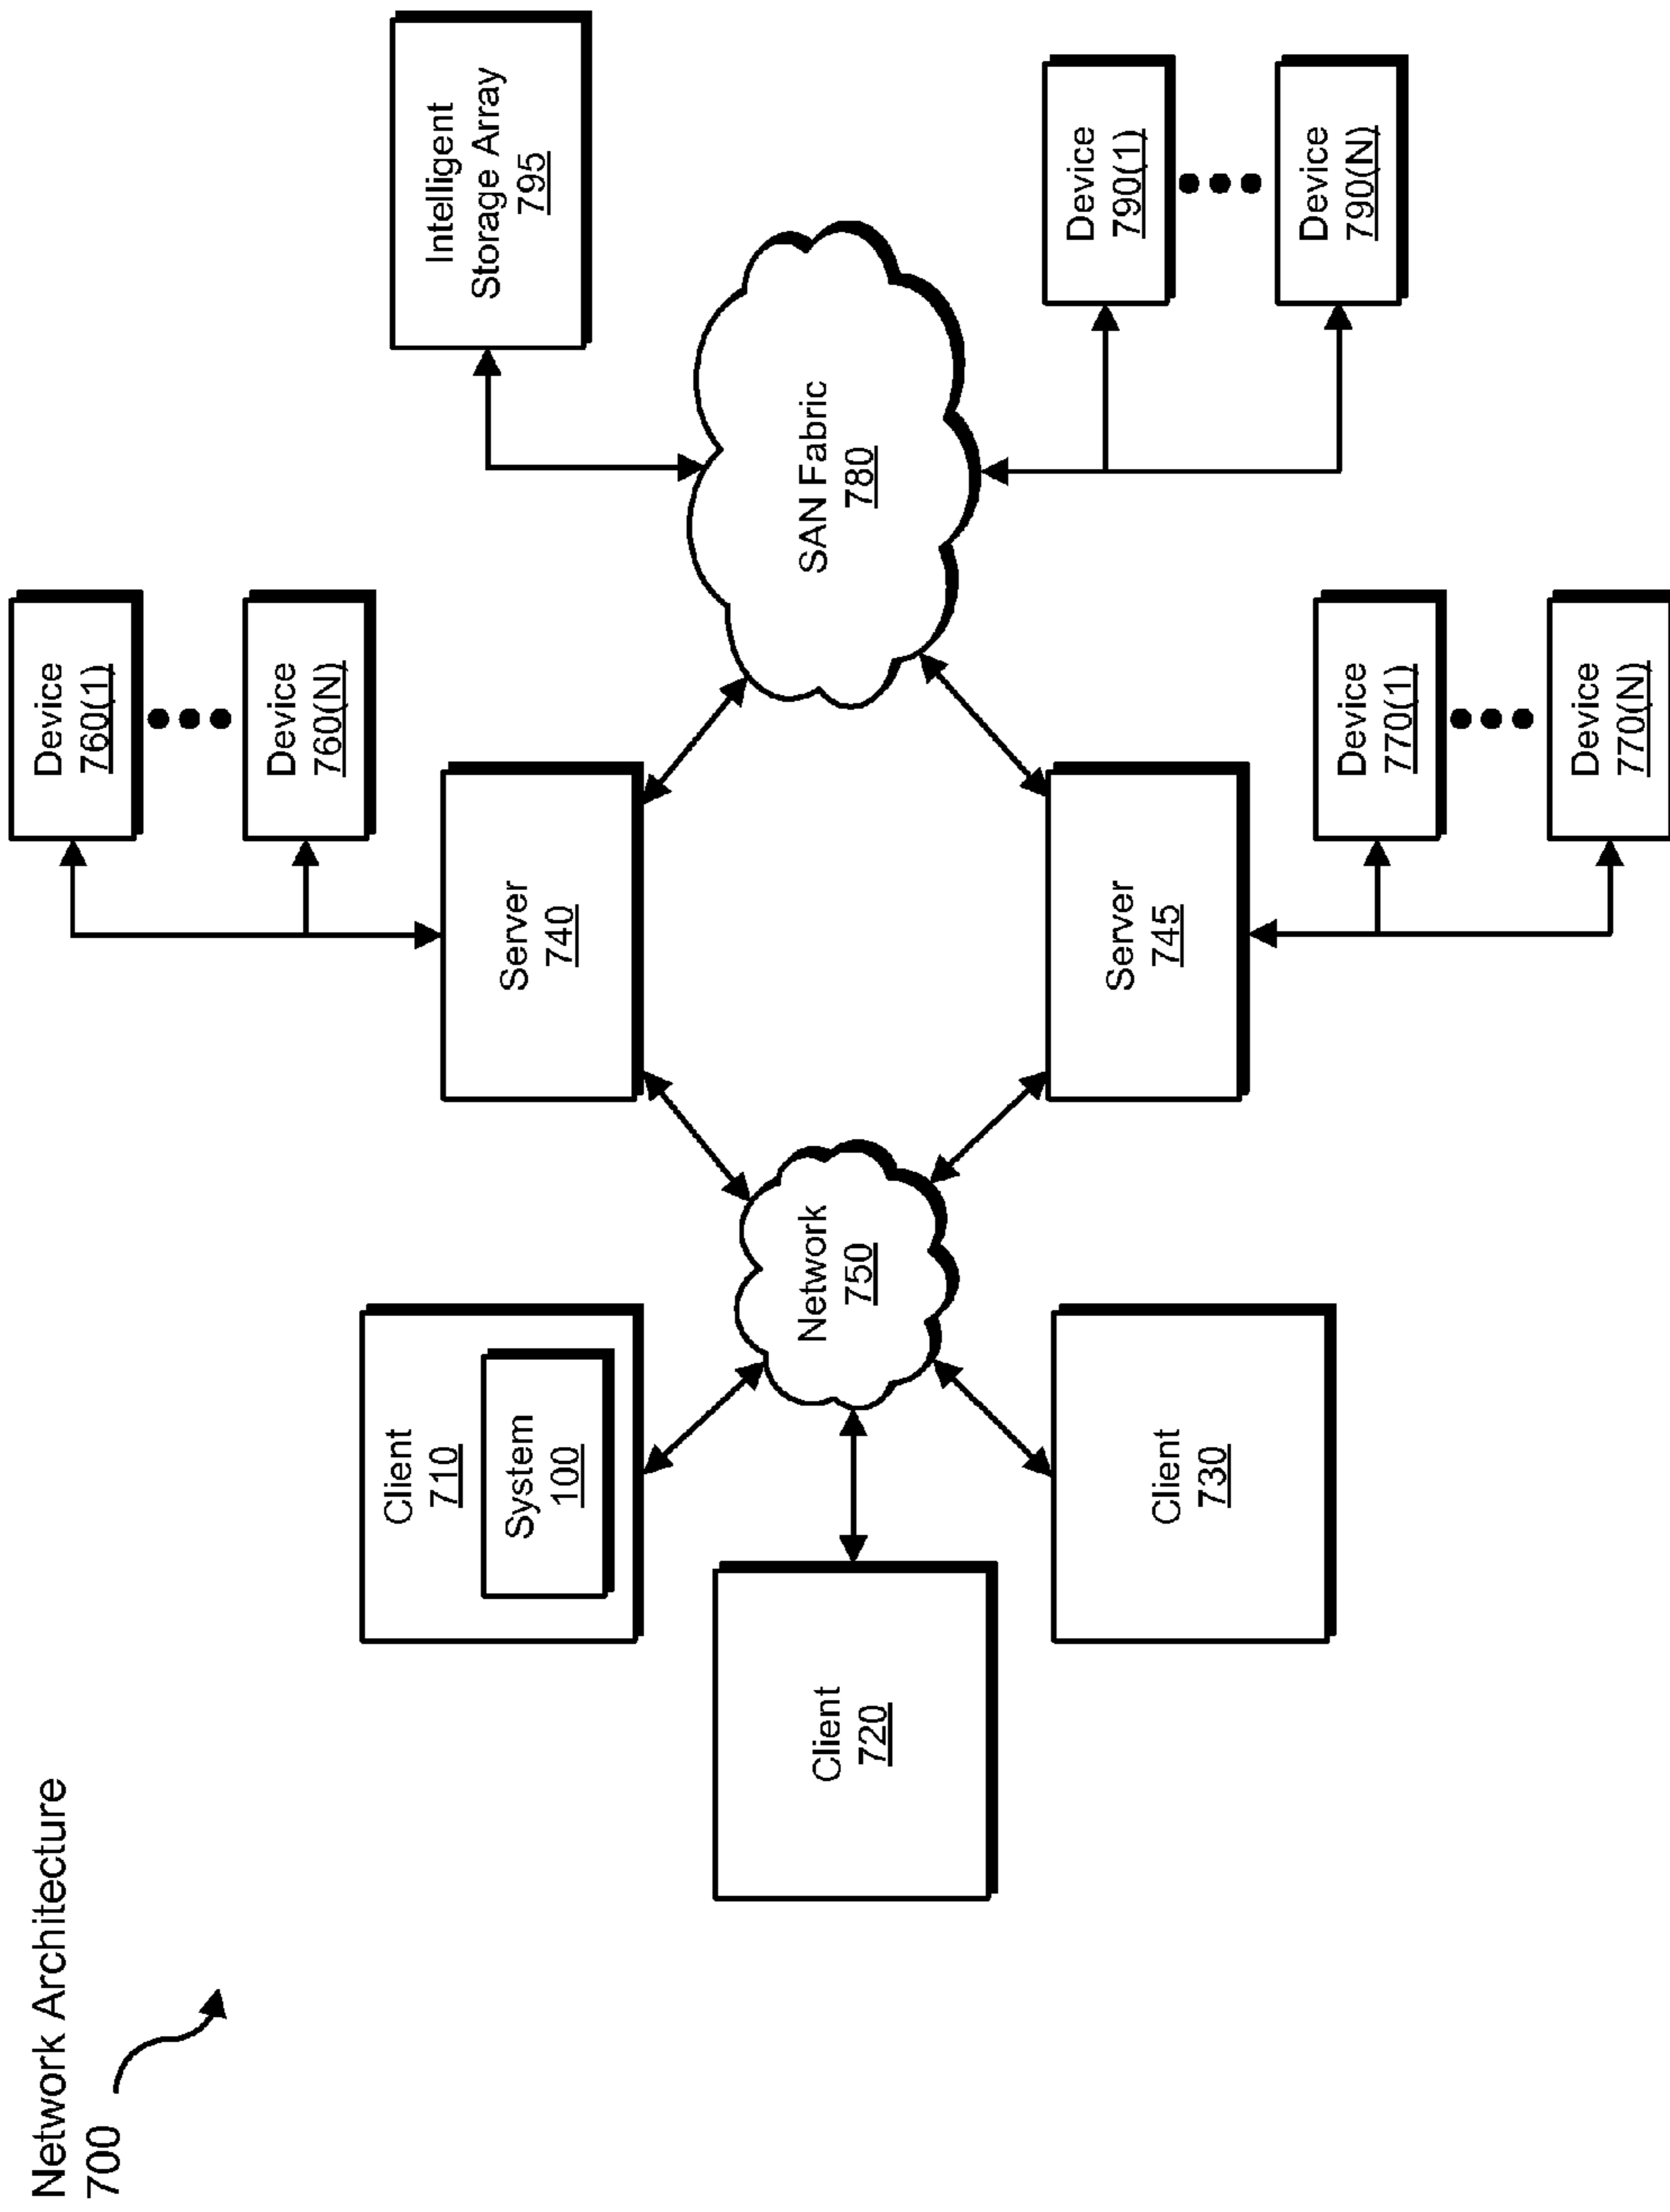 Network Architecture
700
Client
710
System
100
Client
720
Client
730
Network
750
Device
760(1)
Device
760(N)
Server
740
Server
745
Device
770(1)
Device
770(N)
SAN Fabric
780
Intelligent
Storage Array
795
Device
790(1)
Device
790(N)